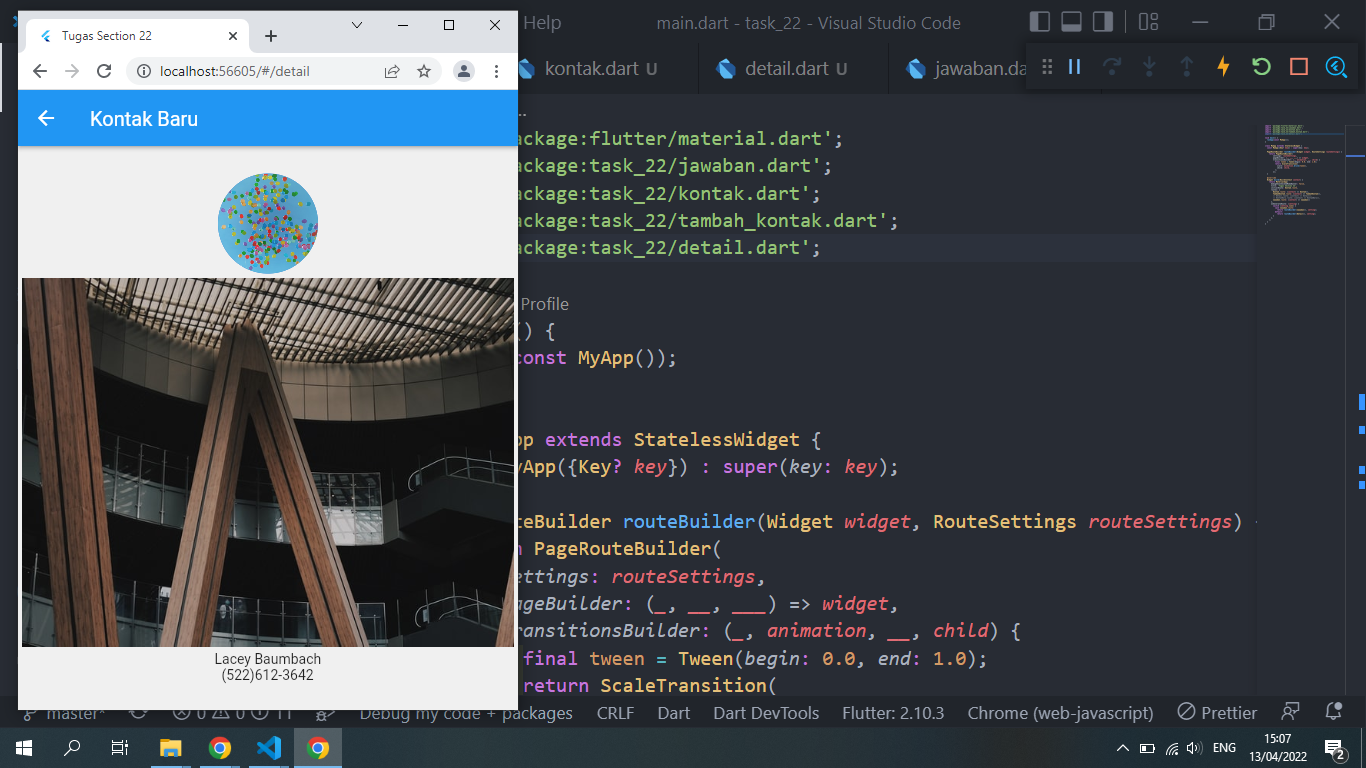 Tugas Section 22
localhost:56605/#/detail
Kontak Baru
Lacey Baumbach
(522)612-3642
Help
main.dart - task_22 - Visual Studio Code
kontak.dart U
detail.dart U
jawaban.da
..
ackage:flutter/material.dart';
ackage:task_22/jawaban.dart';
ackage:task_22/kontak.dart';
ackage:task_22/tambah_kontak.dart';
ackage:task_22/detail.dart';
Profile
() {
const MyApp());
pp extends StatelessWidget {
yApp({Key? key}) : super(key: key);
teBuilder routeBuilder(Widget widget, RouteSettings routeSettings)
n PageRouteBuilder(
ettings: routeSettings,
ageBuilder: (_, __, ___) => widget,
ransitionsBuilder: (_, animation, __, child) {
final tween = Tween(begin: 0.0, end: 1.0);
return ScaleTransition(
master* 0 0 11 Debug my code + packages CRLF Dart Dart DevTools Flutter: 2.10.3 Chrome (web-javascript) Prettier
ENG
15:07
13/04/2022
2